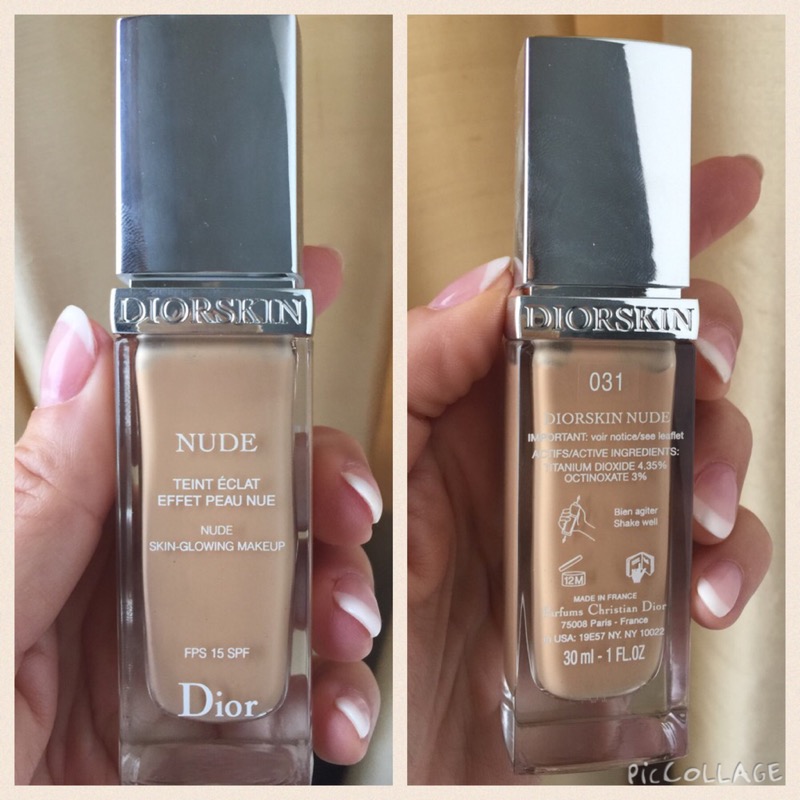 DIORSKIN
NUDE
TEINT ÉCLAT
EFFET PEAU NUE
NUDE
SKIN-GLOWING MAKEUP
FPS 15 SPF
Dior
DIORSKIN
031
DIORSKIN NUDE
IMPORTANT: voir notice/see leaflet
ACTIFS/ACTIVE INGREDIENTS:
TITANIUM DIOXIDE 4.35%
OCTINOXATE 3%
Bien agiter
Shake well
12M
MADE IN FRANCE
Parfums Christian Dior
75008 Paris - France
USA: 19E57 NY. NY 10022
30 ml - 1 FL.OZ
PIC COLLAGE